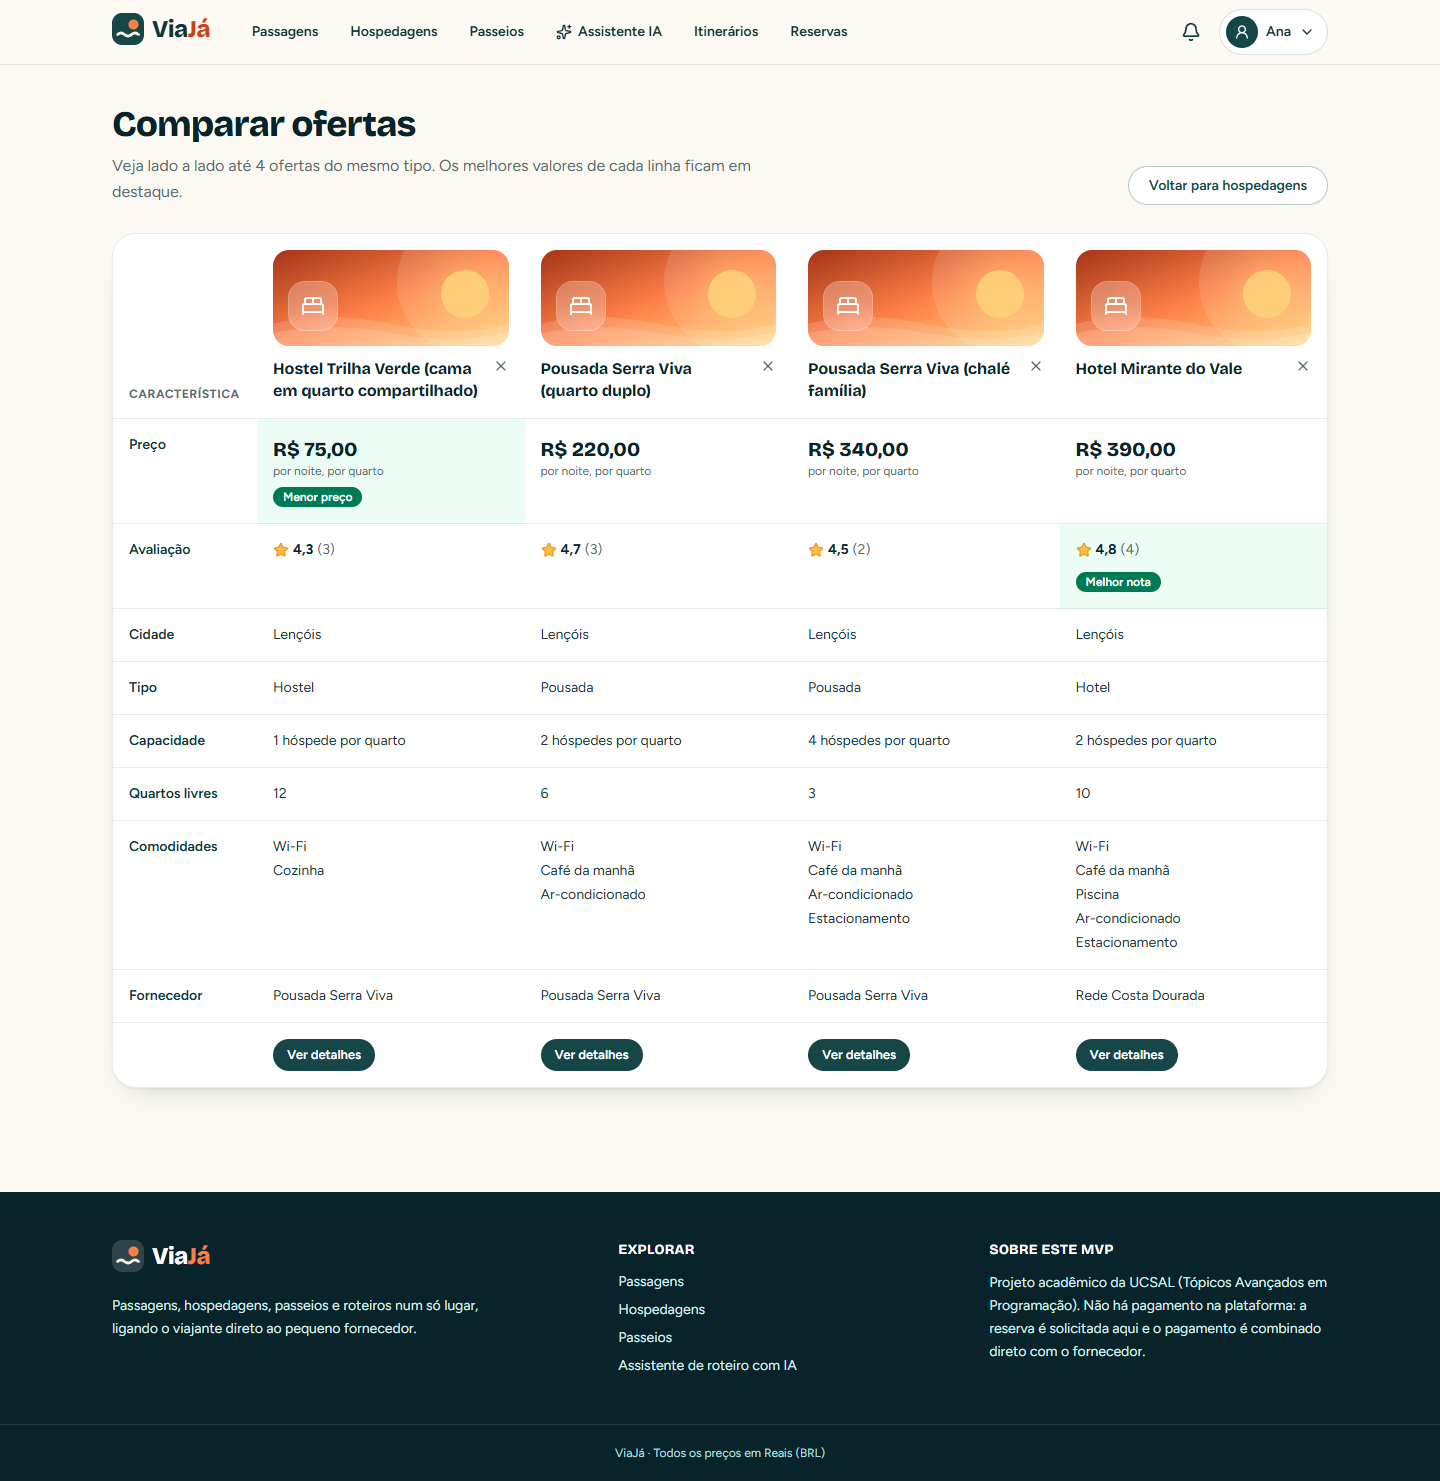 ViaJá
Passagens
Hospedagens
Passeios
Assistente IA
Itinerários
Reservas
Ana
Comparar ofertas
Veja lado a lado até 4 ofertas do mesmo tipo. Os melhores valores de cada linha ficam em
destaque.
Voltar para hospedagens
CARACTERÍSTICA
Hostel Trilha Verde (cama
em quarto compartilhado)
Pousada Serra Viva
(quarto duplo)
Pousada Serra Viva (chalé
família)
Hotel Mirante do Vale
Preço
R$ 75,00
por noite, por quarto
Menor preço
R$ 220,00
por noite, por quarto
R$ 340,00
por noite, por quarto
R$ 390,00
por noite, por quarto
Avaliação
4,3 (3)
4,7 (3)
4,5 (2)
4,8 (4)
Melhor nota
Cidade
Lençóis
Lençóis
Lençóis
Lençóis
Tipo
Hostel
Pousada
Pousada
Hotel
Capacidade
1 hóspede por quarto
2 hóspedes por quarto
4 hóspedes por quarto
2 hóspedes por quarto
Quartos livres
12
6
3
10
Comodidades
Wi-Fi
Cozinha
Wi-Fi
Café da manhã
Ar-condicionado
Wi-Fi
Café da manhã
Ar-condicionado
Estacionamento
Wi-Fi
Café da manhã
Piscina
Ar-condicionado
Estacionamento
Fornecedor
Pousada Serra Viva
Pousada Serra Viva
Pousada Serra Viva
Rede Costa Dourada
Ver detalhes
Ver detalhes
Ver detalhes
Ver detalhes
ViaJá
Passagens, hospedagens, passeios e roteiros num só lugar,
ligando o viajante direto ao pequeno fornecedor.
EXPLORAR
Passagens
Hospedagens
Passeios
Assistente de roteiro com IA
SOBRE ESTE MVP
Projeto acadêmico da UCSAL (Tópicos Avançados em
Programação). Não há pagamento na plataforma: a
reserva é solicitada aqui e o pagamento é combinado
direto com o fornecedor.
ViaJá · Todos os preços em Reais (BRL)